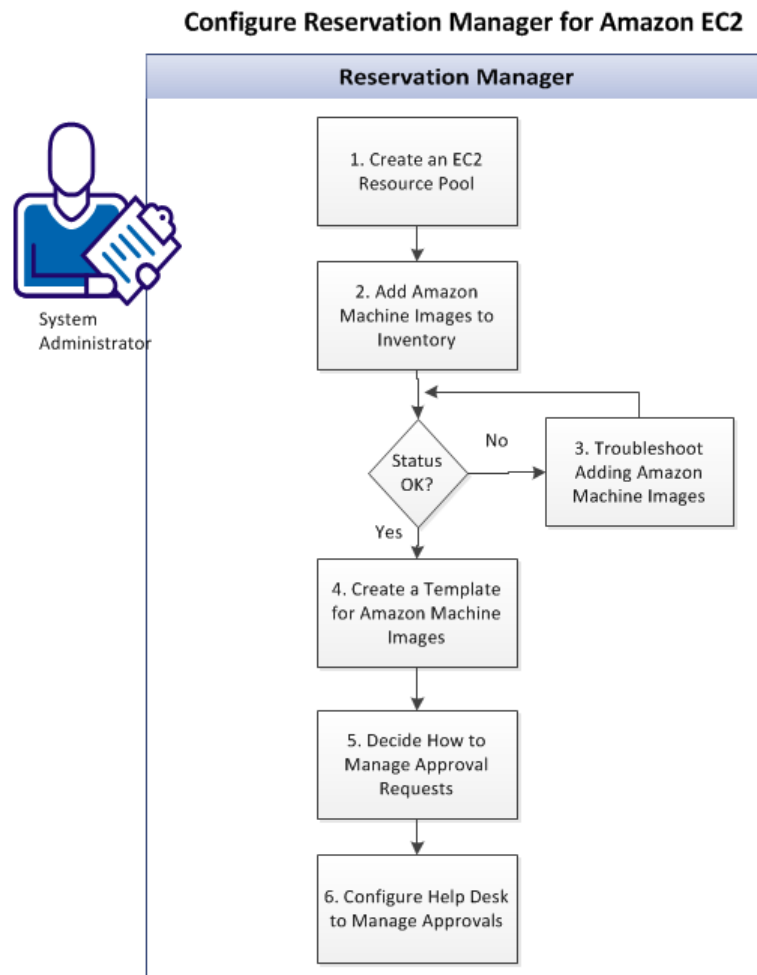 Configure Reservation Manager for Amazon EC2
Reservation Manager
System
Administrator
1. Create an EC2
Resource Pool
2. Add Amazon
Machine Images to
Inventory
Status
OK?
No
3. Troubleshoot
Adding Amazon
Machine Images
Yes
4. Create a Template
for Amazon Machine
Images
5. Decide How to
Manage Approval
Requests
6. Configure Help Desk
to Manage Approvals